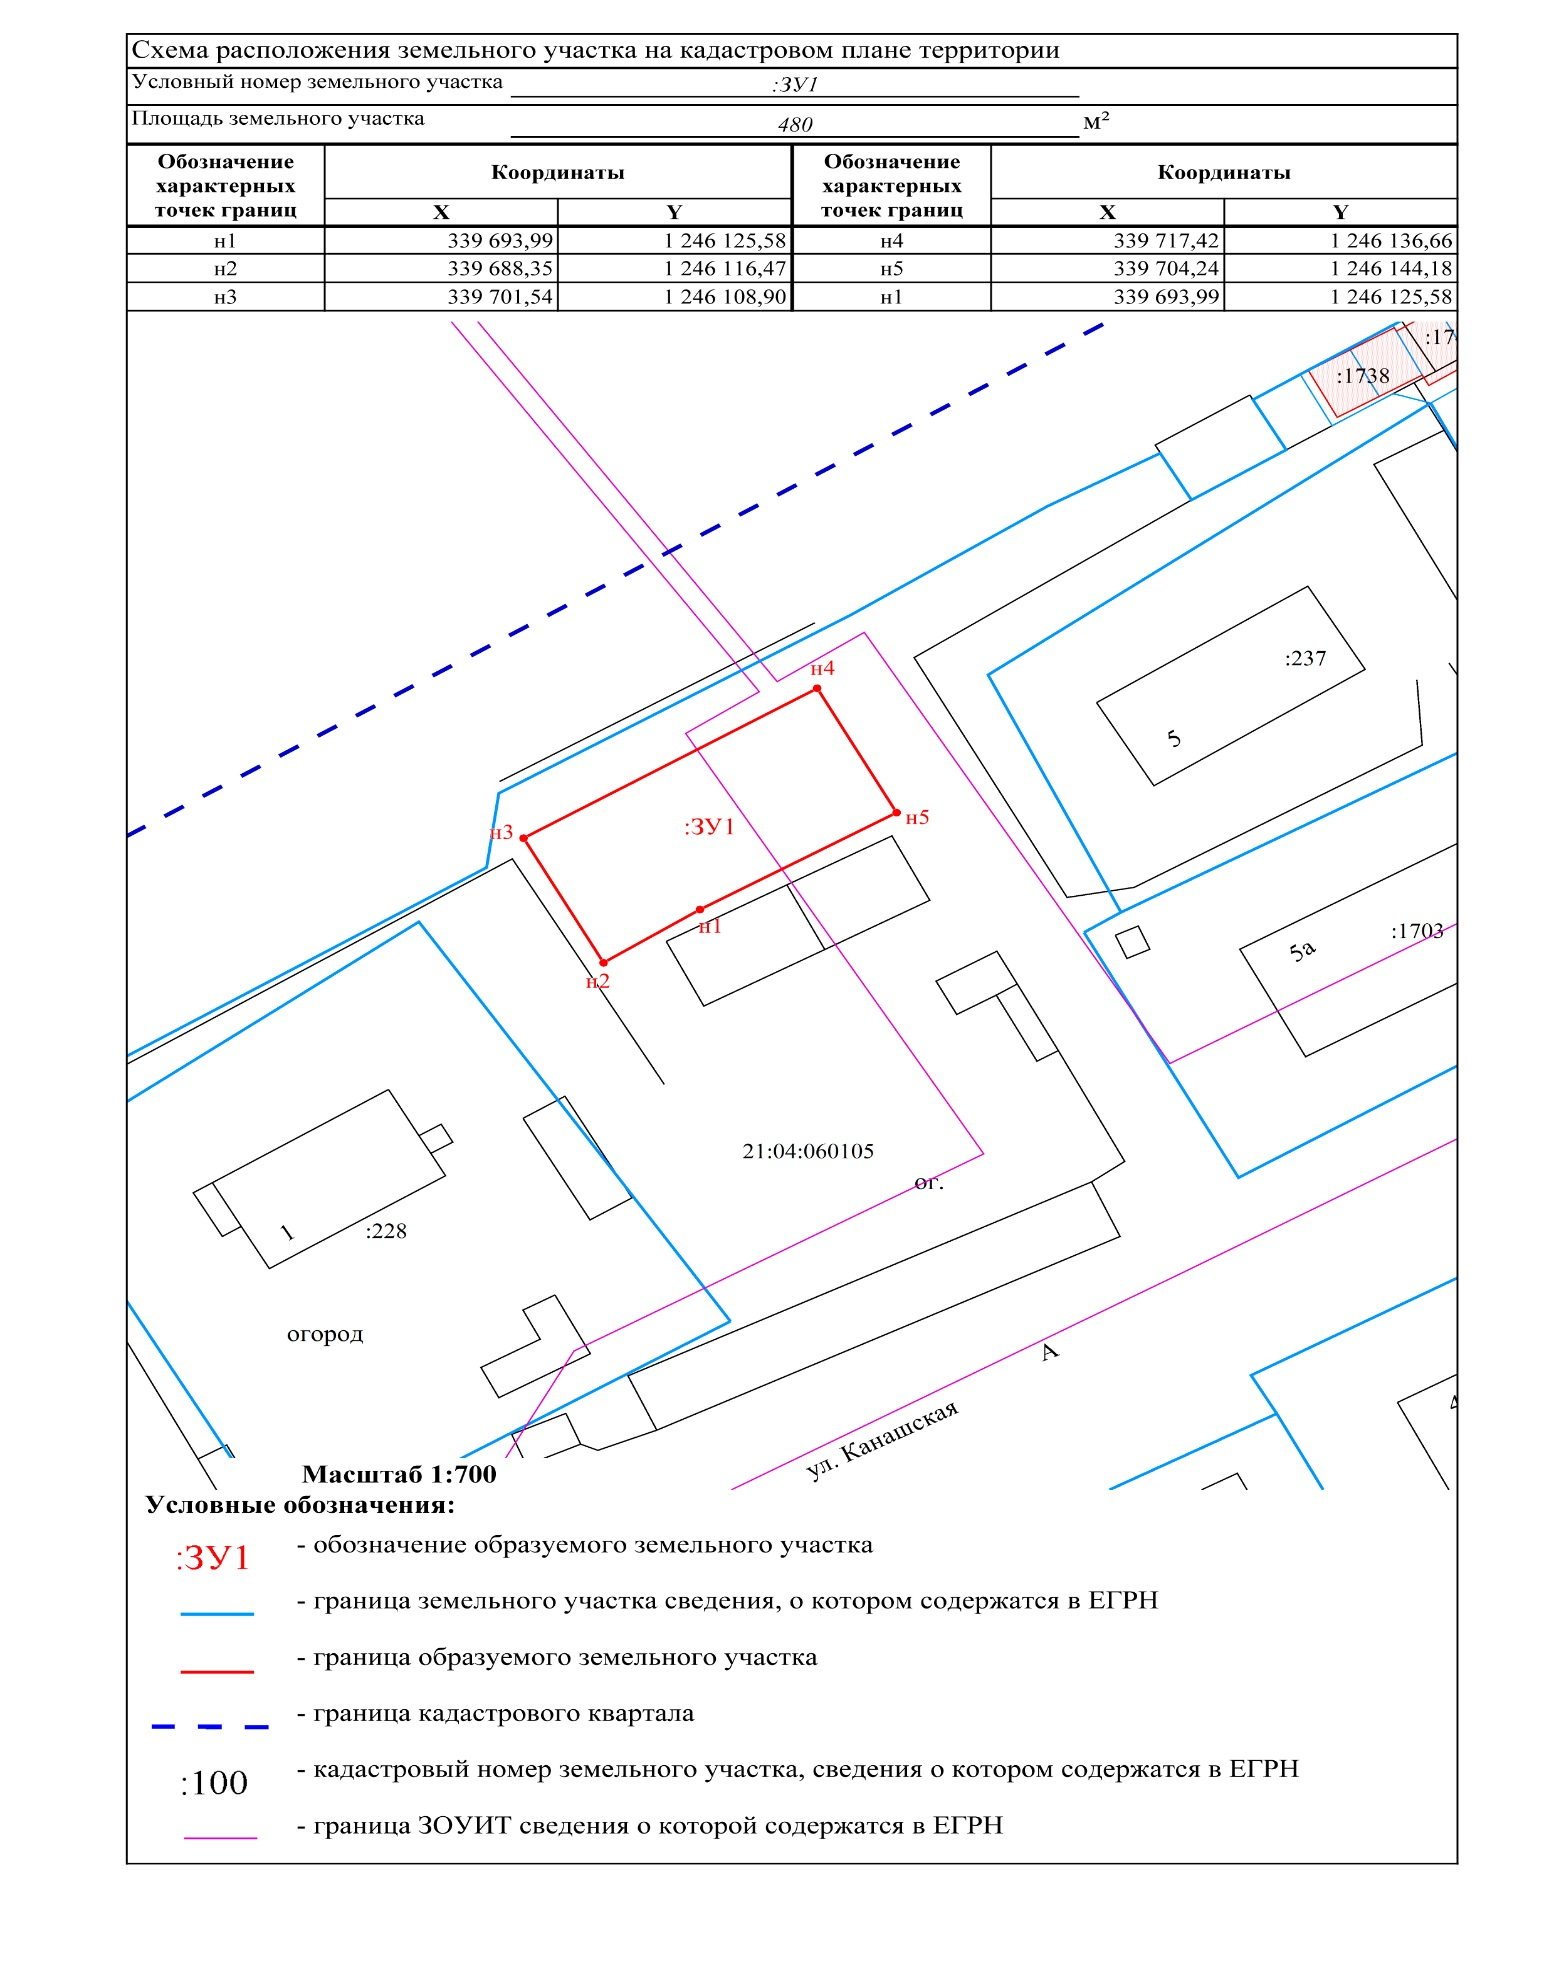 Схема расположения земельного участка на кадастровом плане территории
Условный номер земельного участка :ЗУ1
Площадь земельного участка 480 м²
Обозначение характерных точек границ Координаты Обозначение характерных точек границ Координаты
X Y X Y
н1 339 693,99 1 246 125,58 н4 339 717,42 1 246 136,66
н2 339 688,35 1 246 116,47 н5 339 704,24 1 246 144,18
н3 339 701,54 1 246 108,90 н1 339 693,99 1 246 125,58
:17
:1738
н4
:237
5
н3
:ЗУ1
н5
н1
5а
:1703
н2
21:04:060105
ог.
1
:228
огород
А
4
ул. Канашская
Масштаб 1:700
Условные обозначения:
:ЗУ1 - обозначение образуемого земельного участка
- граница земельного участка сведения, о котором содержатся в ЕГРН
- граница образуемого земельного участка
- граница кадастрового квартала
:100 - кадастровый номер земельного участка, сведения о котором содержатся в ЕГРН
- граница ЗОУИТ сведения о которой содержатся в ЕГРН